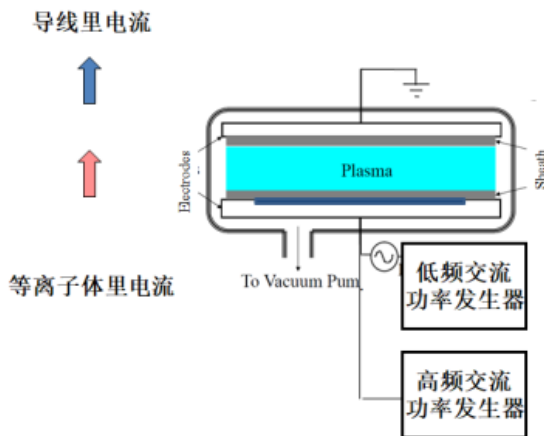 导线里电流
Electrodes
Plasma
Sheath
等离子体里电流
To Vacuum Pum
低频交流
功率发生器
高频交流
功率发生器